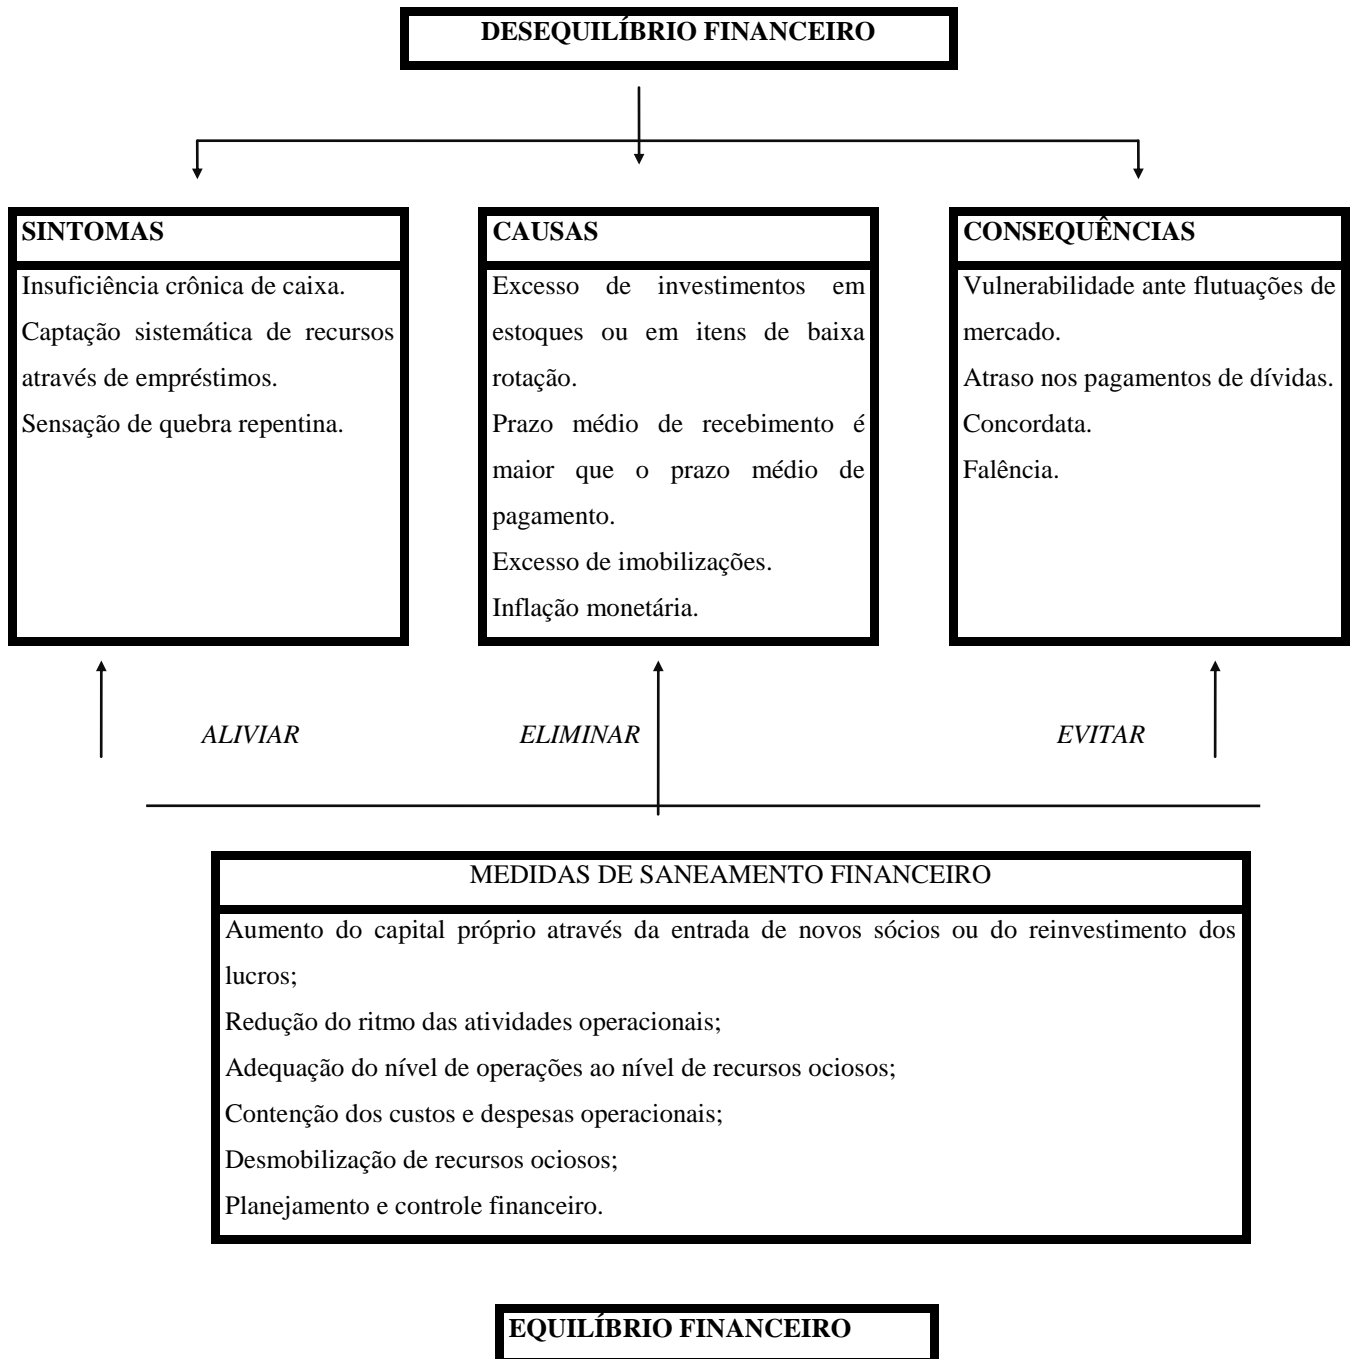 DESEQUILÍBRIO FINANCEIRO
SINTOMAS
Insuficiência crônica de caixa.
Captação sistemática de recursos
através de empréstimos.
Sensação de quebra repentina.
CAUSAS
Excesso de investimentos em
estoques ou em itens de baixa
rotação.
Prazo médio de recebimento é
maior que o prazo médio de
pagamento.
Excesso de imobilizações.
Inflação monetária.
CONSEQUÊNCIAS
Vulnerabilidade ante flutuações de
mercado.
Atraso nos pagamentos de dívidas.
Concordata.
Falência.
ALIVIAR
ELIMINAR
EVITAR
MEDIDAS DE SANEAMENTO FINANCEIRO
Aumento do capital próprio através da entrada de novos sócios ou do reinvestimento dos
lucros;
Redução do ritmo das atividades operacionais;
Adequação do nível de operações ao nível de recursos ociosos;
Contenção dos custos e despesas operacionais;
Desmobilização de recursos ociosos;
Planejamento e controle financeiro.
EQUILÍBRIO FINANCEIRO